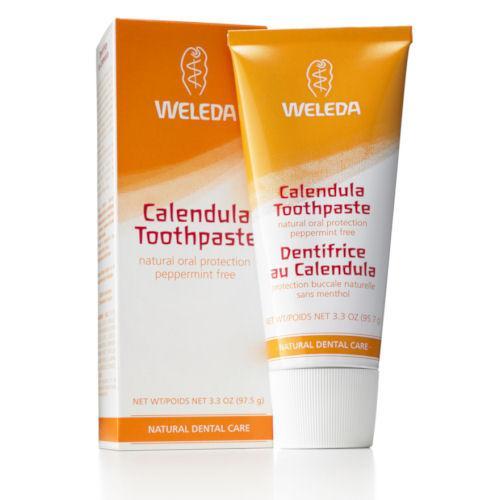 WELEDA
Calendula
Toothpaste
natural oral protection
peppermint free
NET WT/POIDS NET 3.3 OZ (97.5 g)
NATURAL DENTAL CARE
WELEDA
Calendula
Toothpaste
natural oral protection
peppermint free
Dentifrice
au Calendula
protection buccale naturelle
sans menthol
NET WT/POIDS NET 3.3 OZ (95.7 g)
NATURAL DENTAL CARE